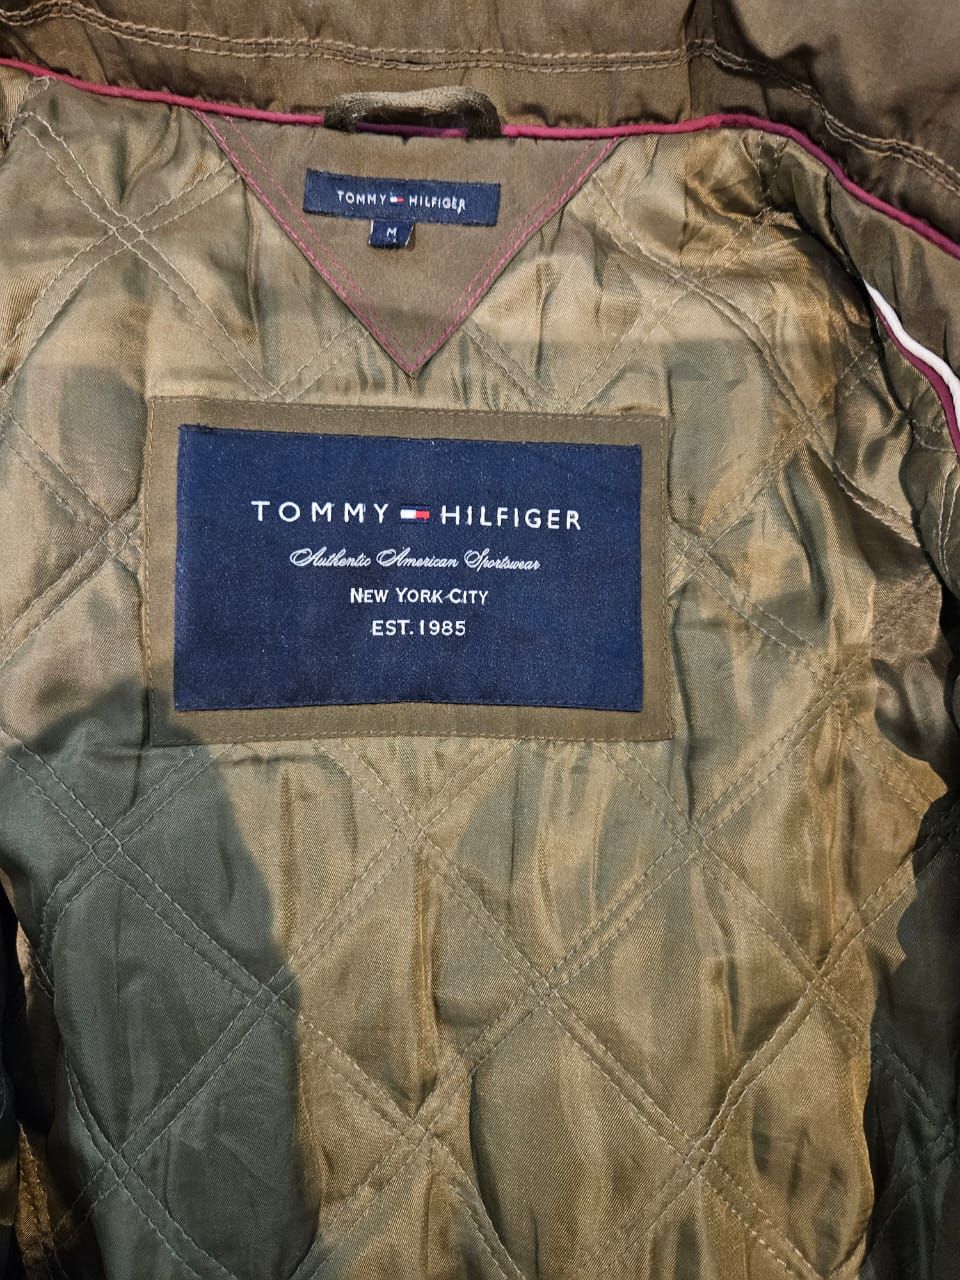 TOMMY HILFIGER
M
TOMMY HILFIGER
Authentic American Sportswear
NEW YORK CITY
EST. 1985